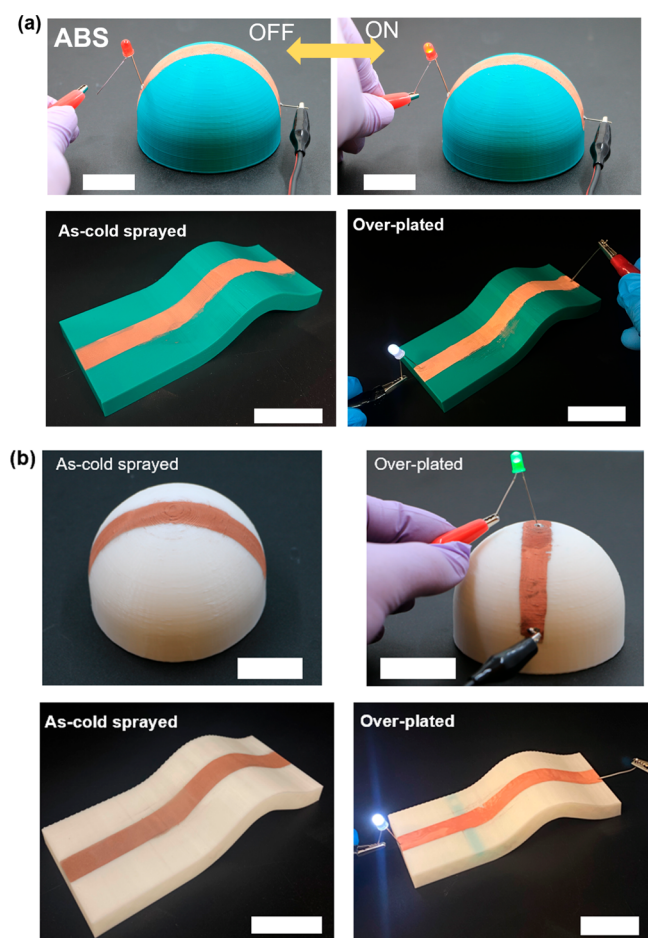 (a)
ABS
OFF
ON
As-cold sprayed
Over-plated
(b)
As-cold sprayed
Over-plated
As-cold sprayed
Over-plated